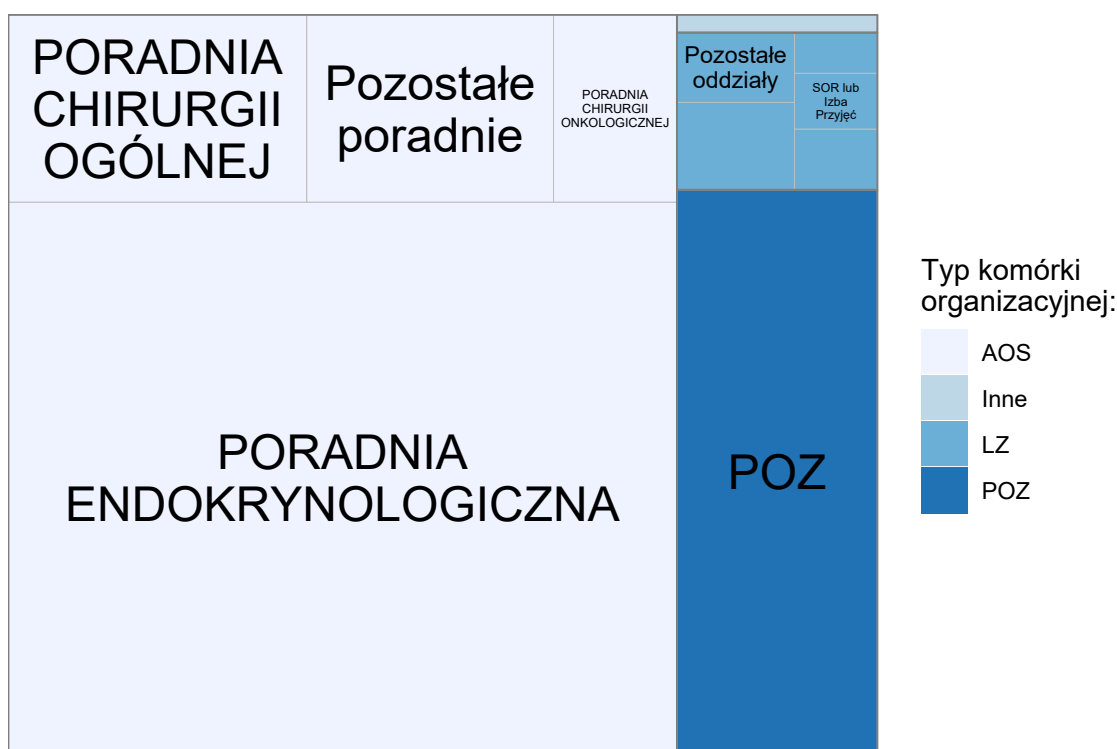 PORADNIA
CHIRURGII
OGÓLNEJ
Pozostałe
poradnie
PORADNIA
CHIRURGII
ONKOLOGICZNEJ
Pozostałe
oddziały
SOR lub
Izba
Przyjęć
PORADNIA
ENDOKRYNOLOGICZNA
POZ
Typ komórki
organizacyjnej:
AOS
Inne
LZ
POZ